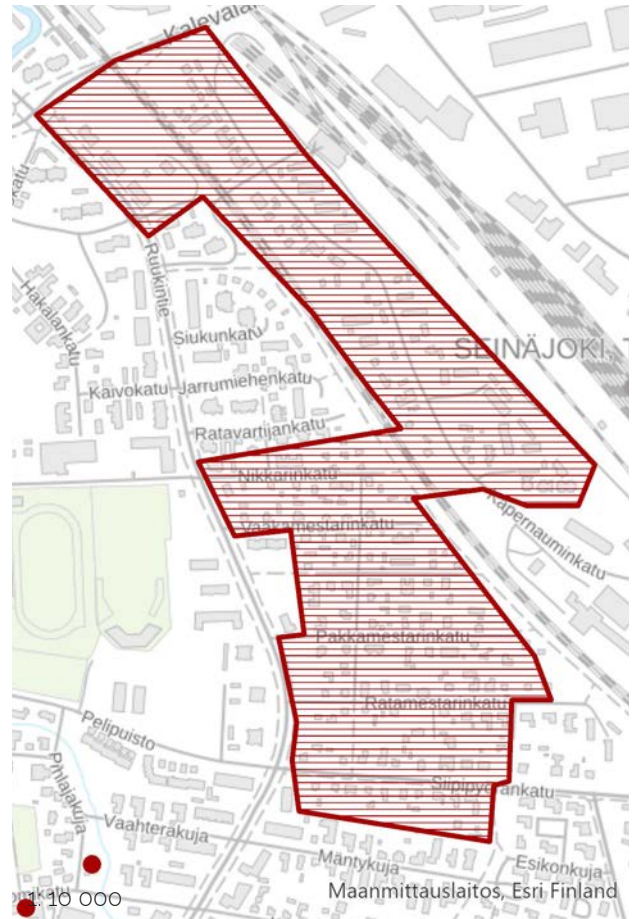 Kalevala
katu
Ruukintie
Hakalankatu
Siukunkatu
SEINÄJOKI, T
Kaivokatu
Jarrumiehenkatu
Ratavartijankatu
Nikkarinkatu
Kapernauminkatu
Vaakamestarinkatu
Pakkamestarinkatu
Ratamestarinkatu
Pelipuisto
Siipipyöränkatu
Pihlajakuja
Vaahterakuja
Mäntykuja
Esikonkuja
1: 10 000
Maanmittauslaitos, Esri Finland